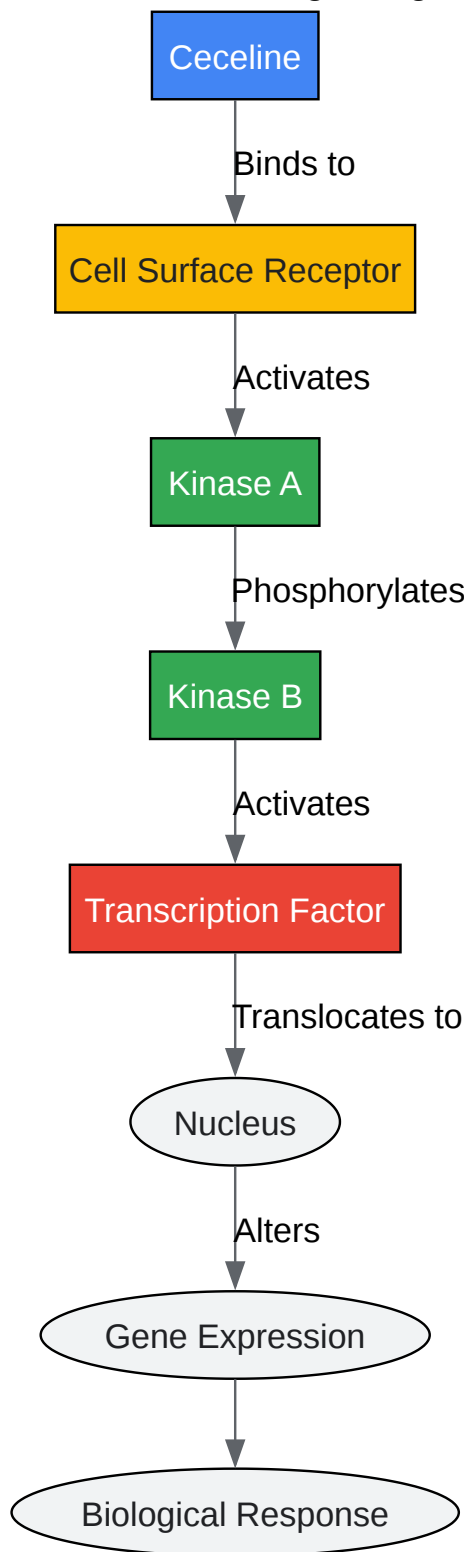 Ceceline
Binds to
Cell Surface Receptor
Activates
Kinase A
Phosphorylates
Kinase B
Activates
Transcription Factor
Translocates to
Nucleus
Alters
Gene Expression
Biological Response